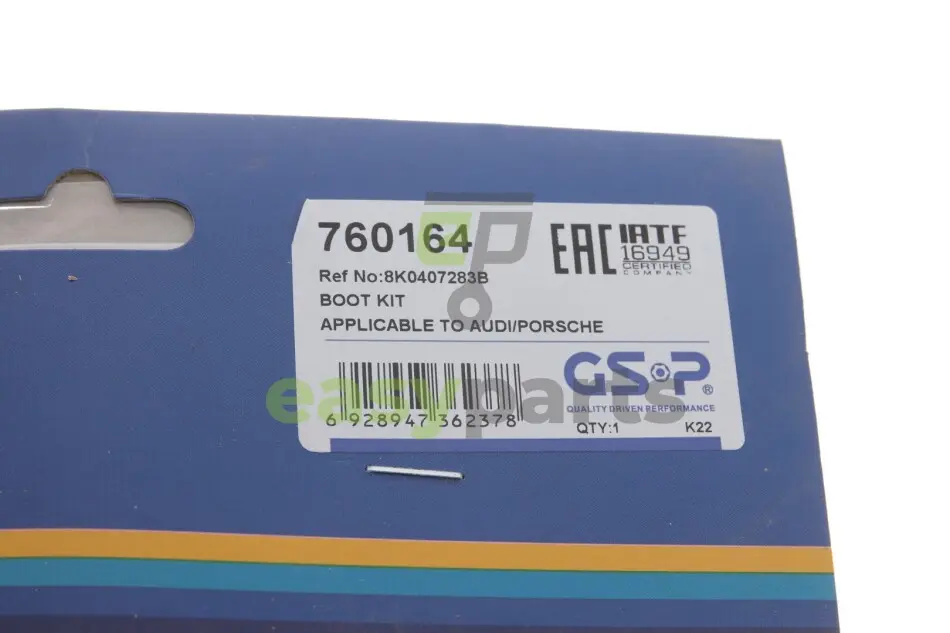 760164
Ref No:8K0407283B
BOOT KIT
APPLICABLE TO AUDI/PORSCHE
EAC
IATF
16949
CERTIFIED
COMPANY
GSP®
QUALITY DRIVEN PERFORMANCE
6 928947 362378
QTY:1
K22
easyparts